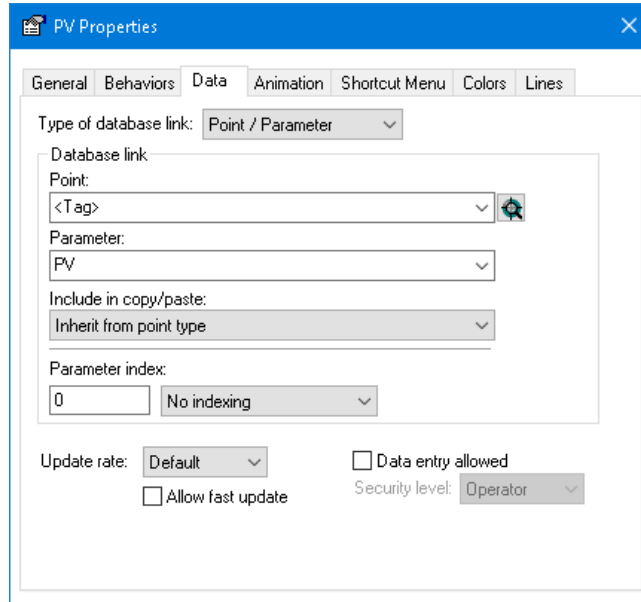 PV Properties
General Behaviors Data Animation Shortcut Menu Colors Lines
Type of database link: Point / Parameter
Database link
Point:
<Tag>
Parameter:
PV
Include in copy/paste:
Inherit from point type
Parameter index:
0 No indexing
Update rate: Default Data entry allowed
Allow fast update Security level: Operator